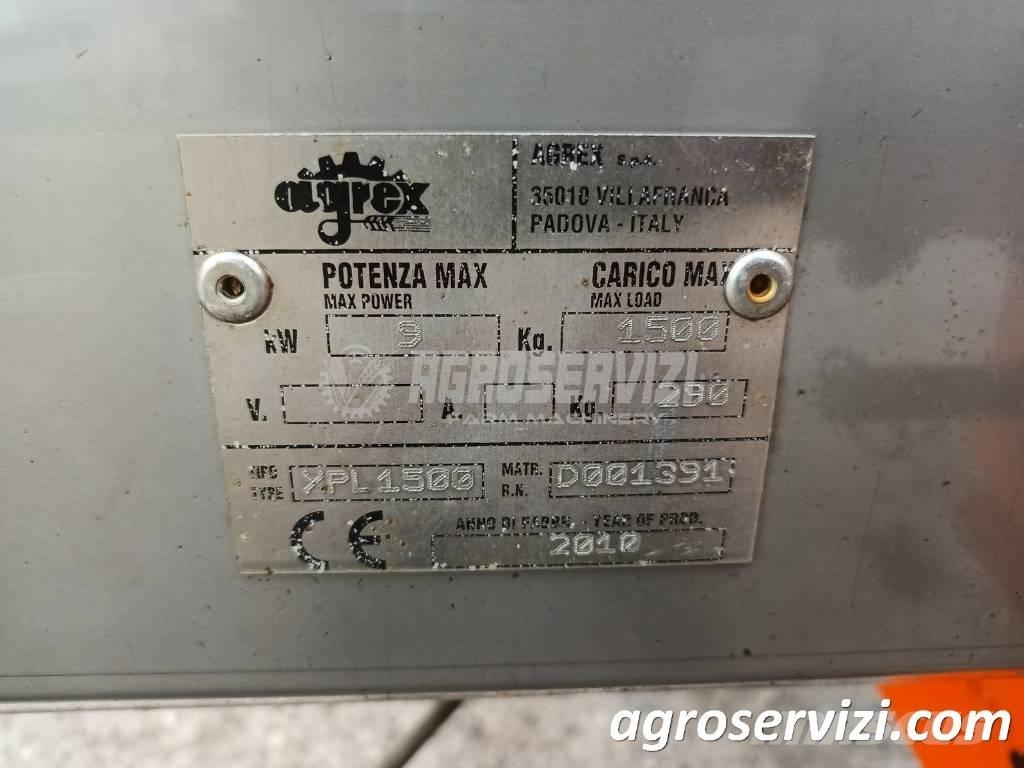 agrex
AGREX s.p.a.
35010 VILLAFRANCA
PADOVA - ITALY
POTENZA MAX
MAX POWER
CARICO MAX
MAX LOAD
kW 9 Kg. 1500
V. / A. Kg. 290
AGROSERVIZI
FARM MACHINERY
TIPO
TYPE XPL1500
MATR.
R.N. D001391
CE
ANNO DI FABBR. - YEAR OF PROD.
2010
agroservizi.com